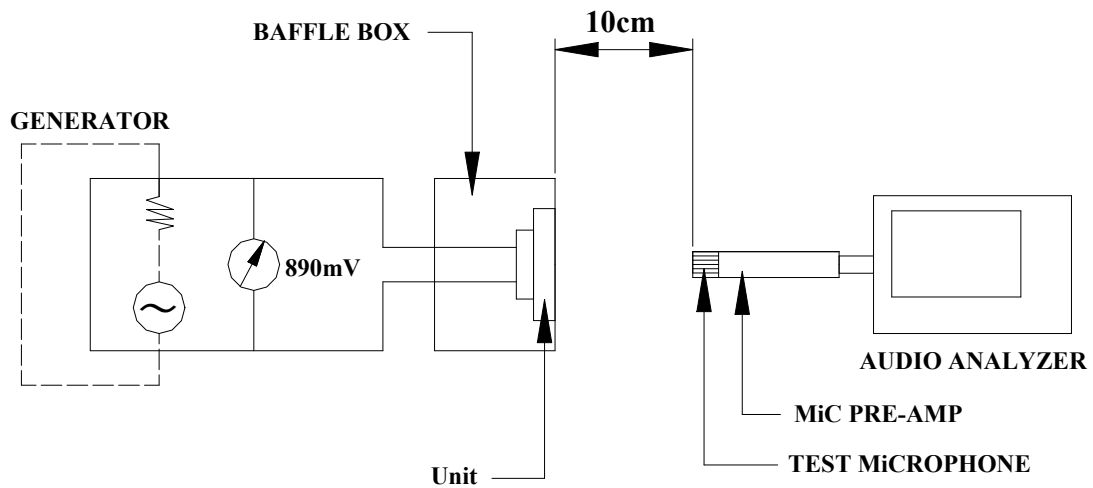 10cm
BAFFLE BOX
GENERATOR
890mV
AUDIO ANALYZER
MiC PRE-AMP
TEST MiCROPHONE
Unit